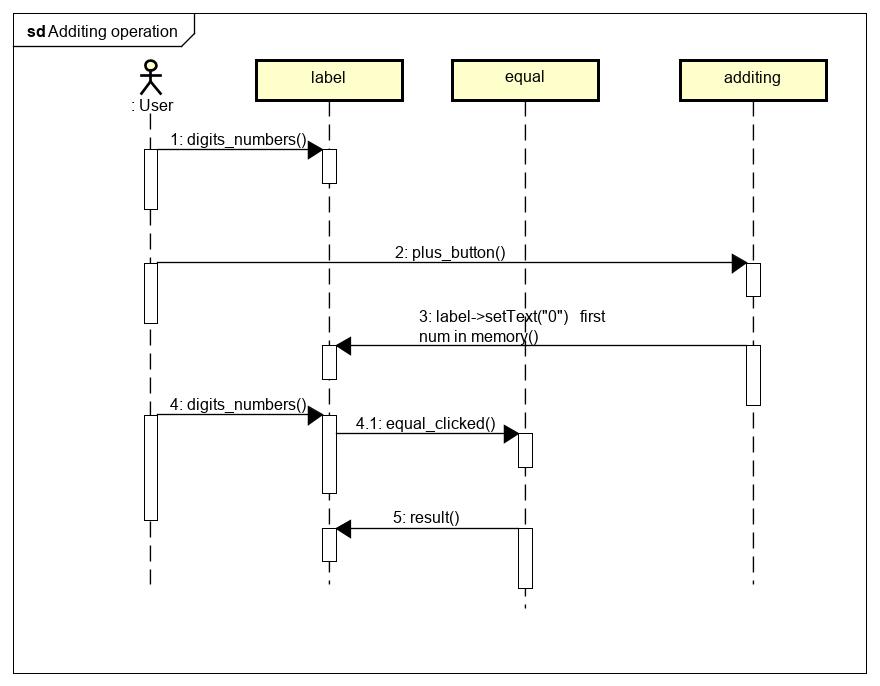 sd Additing operation
: User
label
equal
additing
1: digits_numbers()
2: plus_button()
3: label->setText("0") first
num in memory()
4: digits_numbers()
4.1: equal_clicked()
5: result()